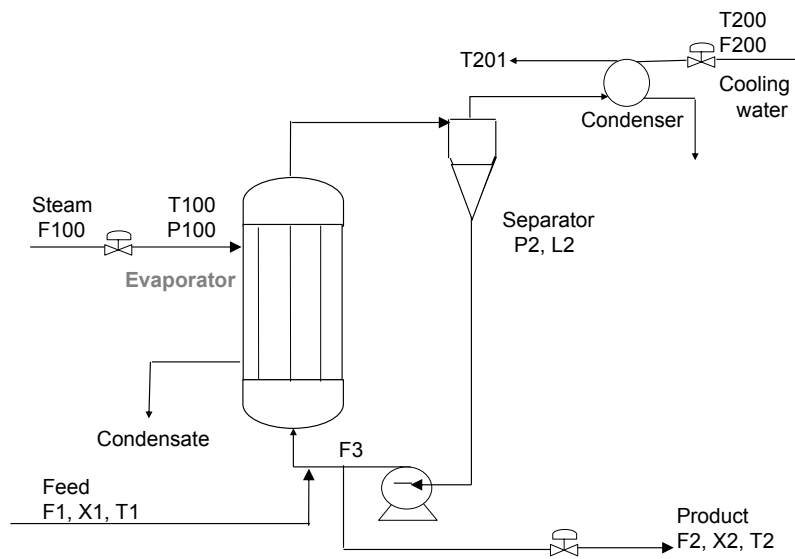 T200
F200
T201
Cooling
water
Condenser
Steam
F100
T100
P100
Separator
P2, L2
Evaporator
Condensate
F3
Feed
F1, X1, T1
Product
F2, X2, T2